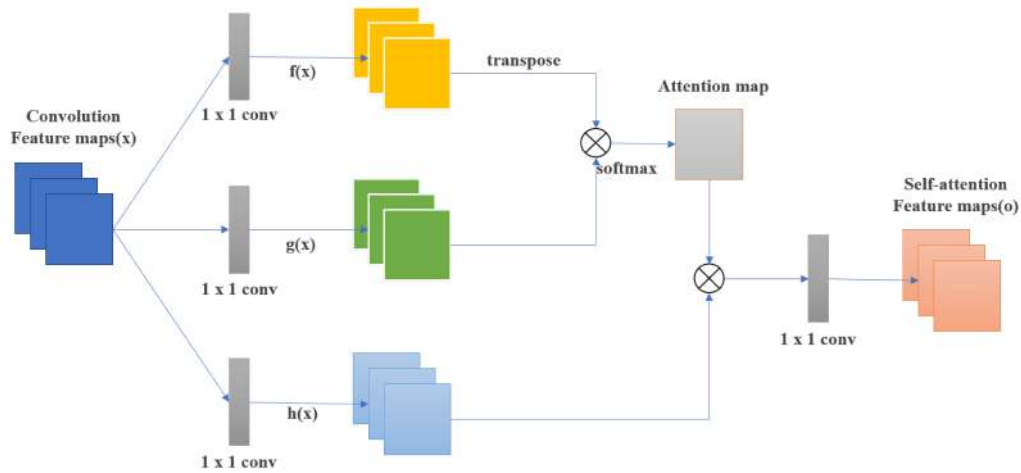 f(x)
transpose
1 x 1 conv
Attention map
Convolution
Feature maps(x)
softmax
Self-attention
Feature maps(o)
g(x)
1 x 1 conv
1 x 1 conv
h(x)
1 x 1 conv